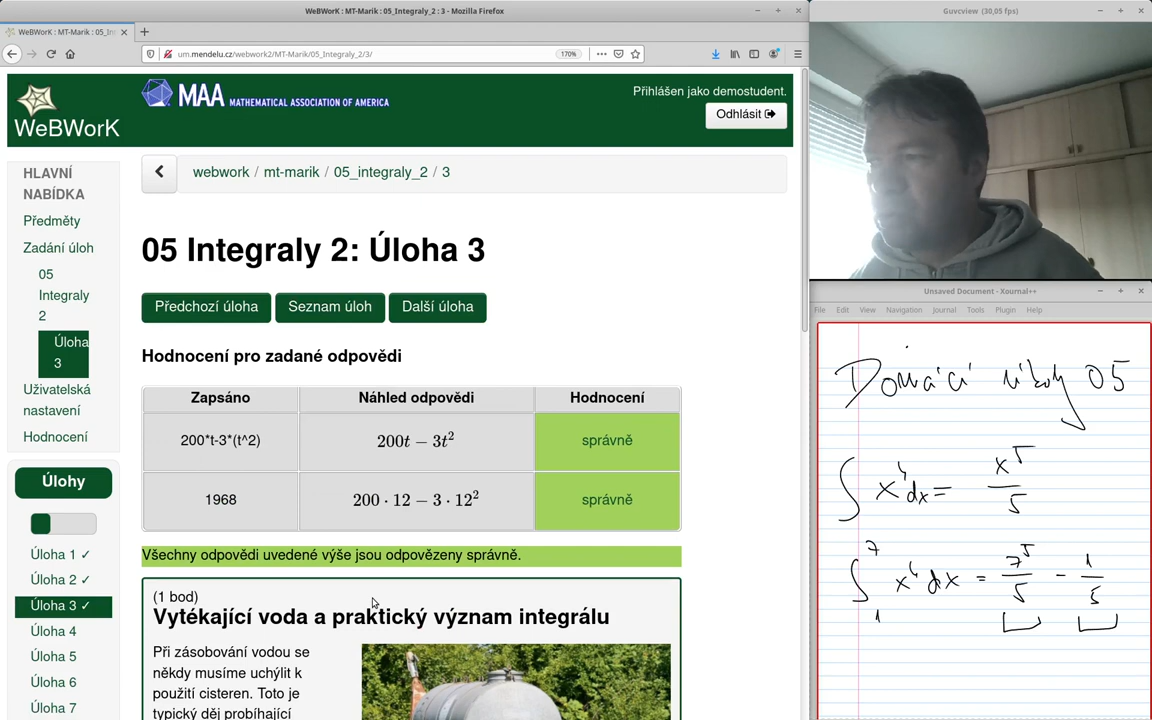 WeBWorK : MT-Marik : 05_Integraly_2 : 3 - Mozilla Firefox
WeBWorK : MT-Marik : 05_In
um.mendelu.cz/webwork2/MT-Marik/05_Integraly_2/3/
170%
WeBWorK
MAA MATHEMATICAL ASSOCIATION OF AMERICA
Přihlášen jako demostudent.
Odhlásit
HLAVNÍ
NABÍDKA
Předměty
Zadání úloh
05
Integraly
2
Úloha
3
Uživatelská
nastavení
Hodnocení
Úlohy
Úloha 1 ✓
Úloha 2 ✓
Úloha 3 ✓
Úloha 4
Úloha 5
Úloha 6
Úloha 7
webwork / mt-marik / 05_integraly_2 / 3
05 Integraly 2: Úloha 3
Předchozí úloha
Seznam úloh
Další úloha
Hodnocení pro zadané odpovědi
Zapsáno Náhled odpovědi Hodnocení
200*t-3*(t^2) 200t − 3t² správně
1968 200 · 12 − 3 · 12² správně
Všechny odpovědi uvedené výše jsou odpovězeny správně.
(1 bod)
Vytékající voda a praktický význam integrálu
Při zásobování vodou se
někdy musíme uchýlit k
použití cisteren. Toto je
typický děj probíhající
Guvcview (30,05 fps)
Unsaved Document - Xournal++
File Edit View Navigation Journal Tools Plugin Help
Domácí úkoly 05
∫ x⁴ dx = x⁵/5
∫₁⁷ x⁴ dx = 7⁵/5 − 1/5